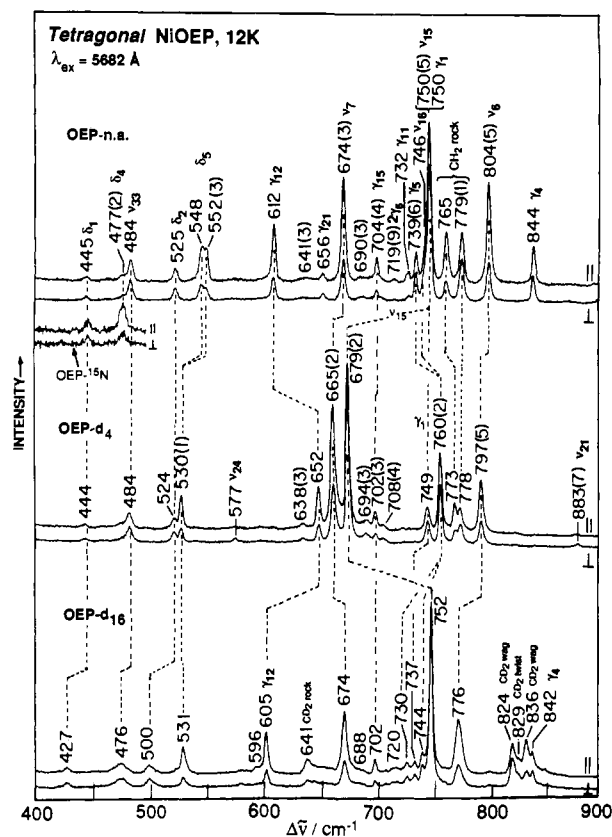 Tetragonal NiOEP, 12K
λex = 5682 Å
OEP-n.a.
445 δ1
477(2) δ4
484 ν33
525 δ2
548 δ5
552(3)
612 γ12
641(3)
656 γ21
674(3) ν7
690(3)
704(4) γ15
719(9) 2γ6
732 γ11
739(6) γ5
746 ν16
750(5) ν15
750 γ1
765
779(1)
CH2 rock
804(5) ν6
844 γ4
||
⊥
||
⊥
OEP-15N
INTENSITY→
OEP-d4
444
484
524
530(1)
577 ν24
638(3)
652
665(2)
679(2)
ν15
694(3)
702(3)
708(4)
γ1
749
760(2)
773
778
797(5)
883(7) ν21
||
⊥
OEP-d16
427
476
500
531
596
605 γ12
641 CD2 rock
674
688
702
720
730
737
744
752
776
824 CD2 wag
829 CD2 twist
836 CD2 wag
842 γ4
||
⊥
400 500 600 700 800 900
Δν̃ / cm-1